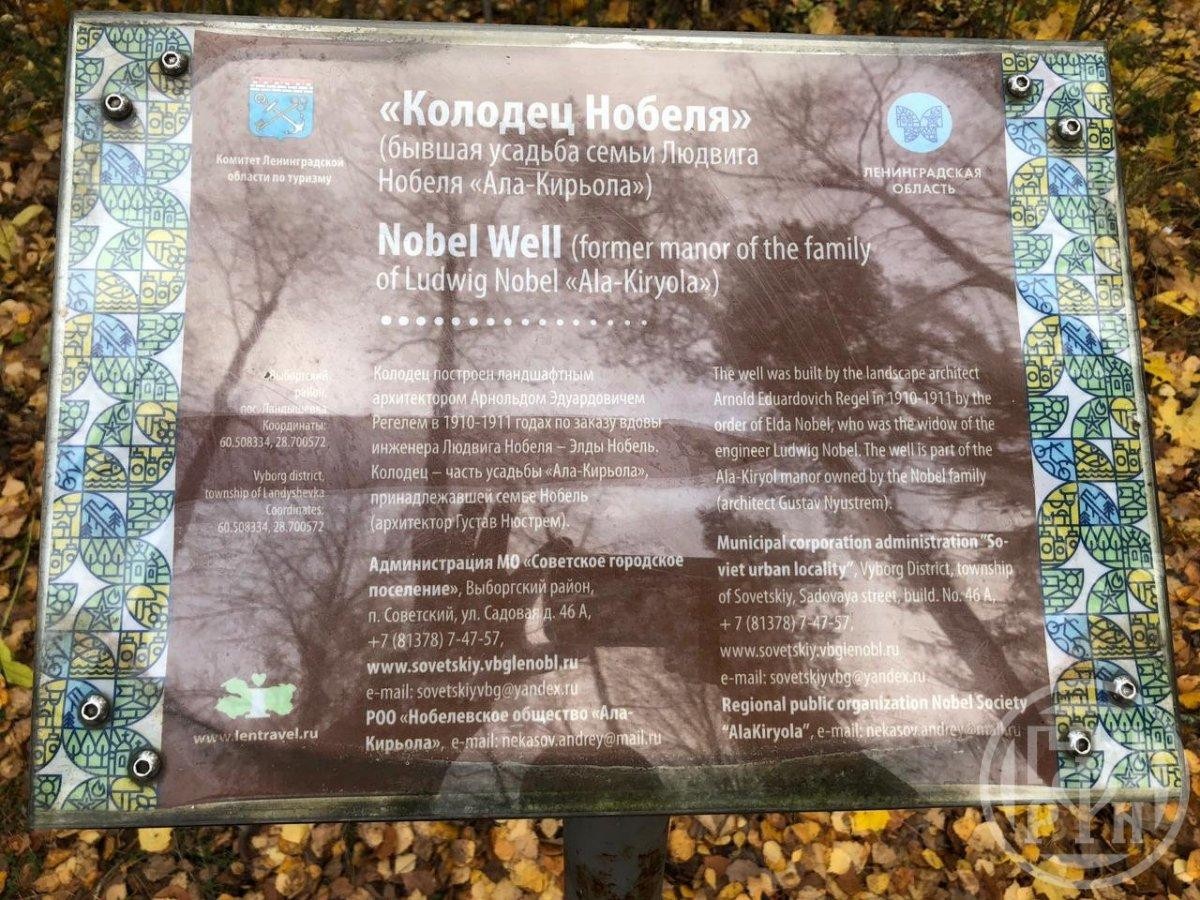 Комитет Ленинградской
области по туризму
«Колодец Нобеля»
(бывшая усадьба семьи Людвига
Нобеля «Ала-Кирьола»)
ЛЕНИНГРАДСКАЯ
ОБЛАСТЬ
Nobel Well (former manor of the family
of Ludwig Nobel «Ala-Kiryola»)
Выборгский
район,
пос. Ландышевка
Координаты:
60.508334, 28.700572
Vyborg district,
township of Landyshevka
Coordinates:
60.508334, 28.700572
Колодец построен ландшафтным
архитектором Арнольдом Эдуардовичем
Регелем в 1910-1911 годах по заказу вдовы
инженера Людвига Нобеля – Элды Нобель.
Колодец – часть усадьбы «Ала-Кирьола»,
принадлежавшей семье Нобель
(архитектор Густав Нюстрем).
Администрация МО «Советское городское
поселение», Выборгский район,
п. Советский, ул. Садовая д. 46 А,
+7 (81378) 7-47-57,
www.sovetskiy.vbglenobl.ru
e-mail: sovetskiyvbg@yandex.ru
РОО «Нобелевское общество «Ала-
Кирьола», e-mail: nekasov.andrey@mail.ru
The well was built by the landscape architect
Arnold Eduardovich Regel in 1910-1911 by the
order of Elda Nobel, who was the widow of the
engineer Ludwig Nobel. The well is part of the
Ala-Kiryol manor owned by the Nobel family
(architect Gustav Nyustrem).
Municipal corporation administration "So-
viet urban locality", Vyborg District, township
of Sovetskiy, Sadovaya street, build. No. 46 A,
+ 7 (81378) 7-47-57,
www.sovetskiy.vbglenobl.ru
e-mail: sovetskiyvbg@yandex.ru
Regional public organization Nobel Society
"AlaKiryola", e-mail: nekasov.andrey@mail.ru
www.lentravel.ru